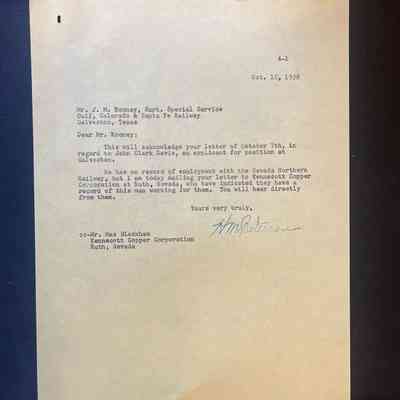 A-1
Oct. 12, 1938
Mr. J. M. Rooney, Supt. Special Service
Gulf, Colorado & Santa Fe Railway
Galveston, Texas
Dear Mr. Rooney:
This will acknowledge your letter of October 7th, in
regard to John Clark Davis, an applicant for position at
Galveston.
He has no record of employment with the Nevada Northern
Railway, but I am today mailing your letter to Kennecott Copper
Corporation at Ruth, Nevada, who have indicated they have a
record of this man working for them. You will hear directly
from them.
Yours very truly,
cc-Mr. Max Blackham
Kennecott Copper Corporation
Ruth, Nevada